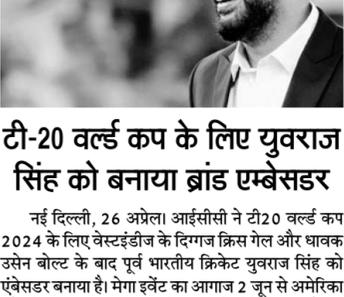 टी-20 वर्ल्ड कप के लिए युवराज
सिंह को बनाया ब्रांड एम्बेसडर
नई दिल्ली, 26 अप्रेल। आईसीसी ने टी20 वर्ल्ड कप
2024 के लिए वेस्टइंडीज के दिग्गज क्रिस गेल और धावक
उसेन बोल्ट के बाद पूर्व भारतीय क्रिकेट युवराज सिंह को
एंबेसडर बनाया है। मेगा इवेंट का आगाज 2 जून से अमेरिका